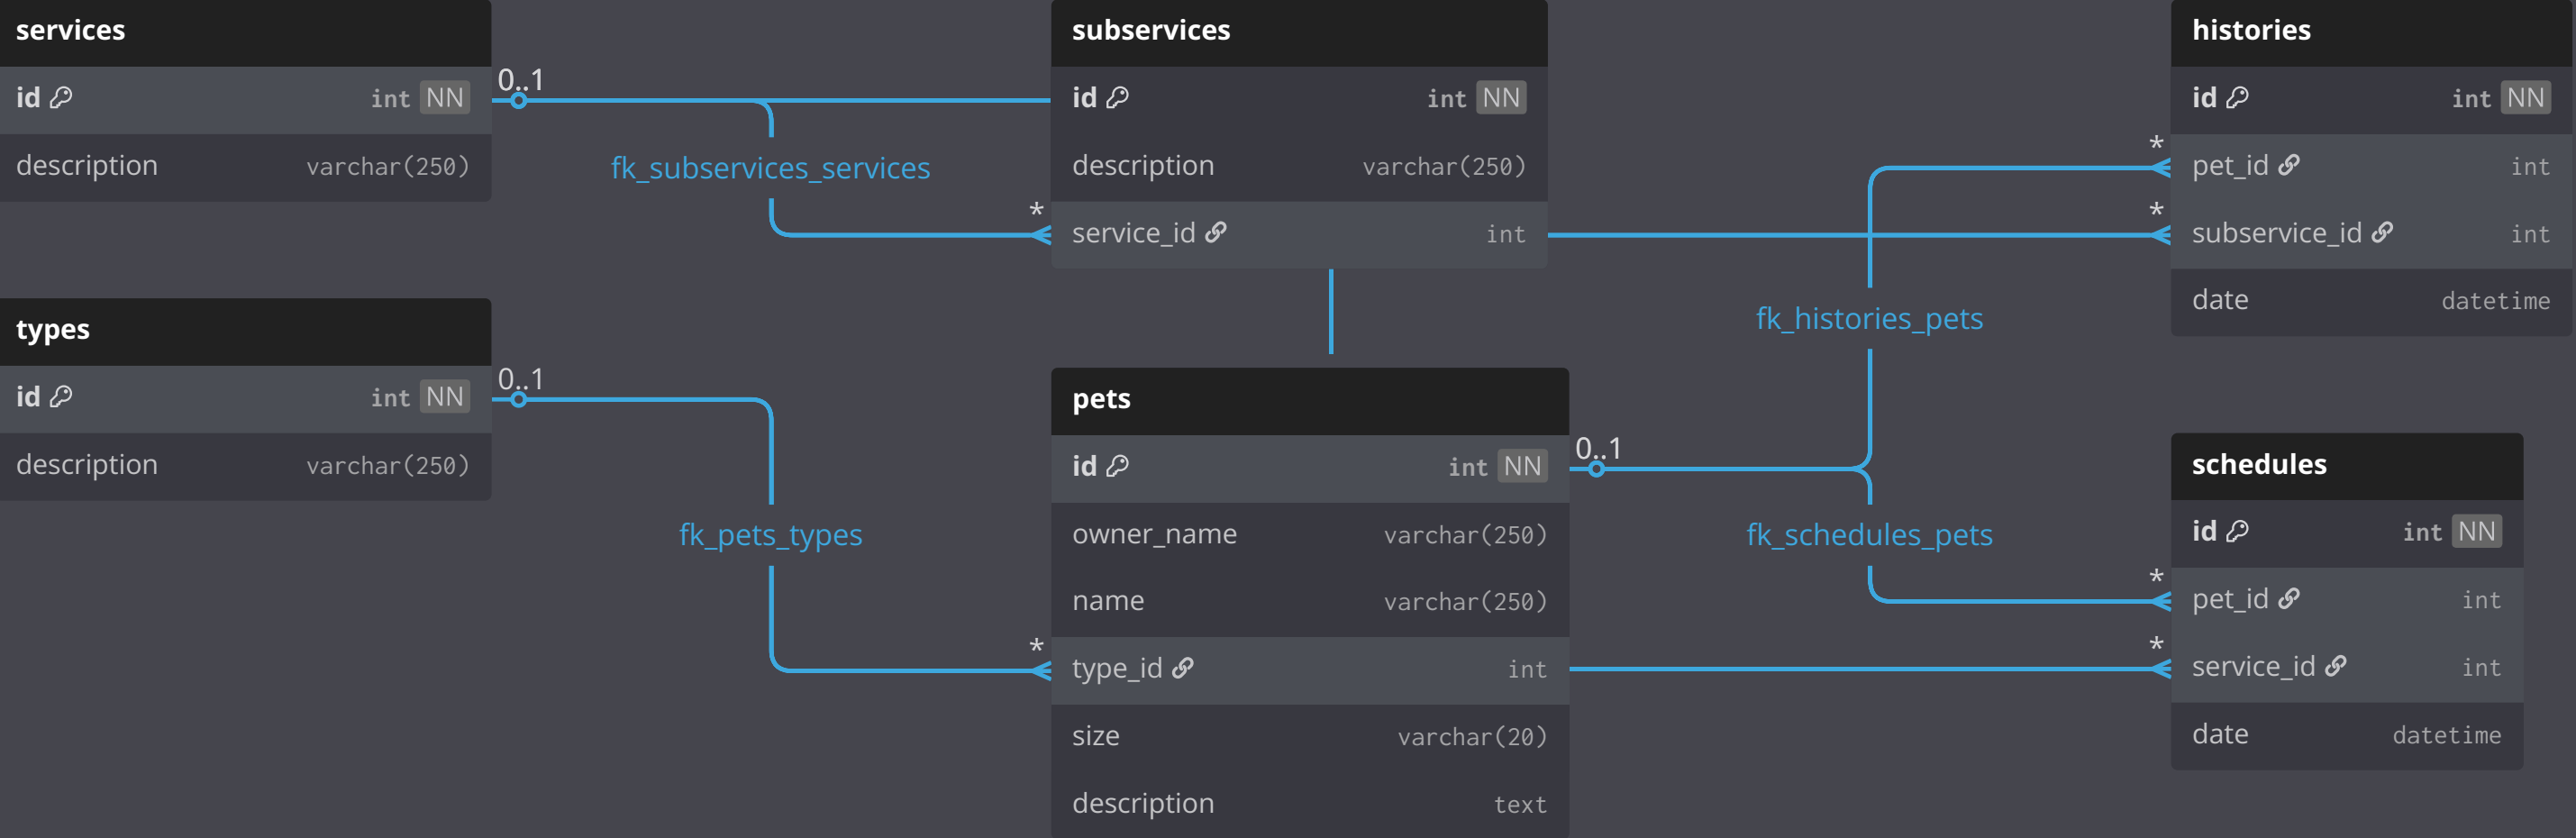 services
id int NN
description varchar(250)
0..1
fk_subservices_services
*
subservices
id int NN
description varchar(250)
service_id int
histories
id int NN
* pet_id int
* subservice_id int
date datetime
fk_histories_pets
types
id int NN
description varchar(250)
0..1
fk_pets_types
*
pets
id int NN
owner_name varchar(250)
name varchar(250)
type_id int
size varchar(20)
description text
0..1
fk_schedules_pets
schedules
id int NN
* pet_id int
* service_id int
date datetime